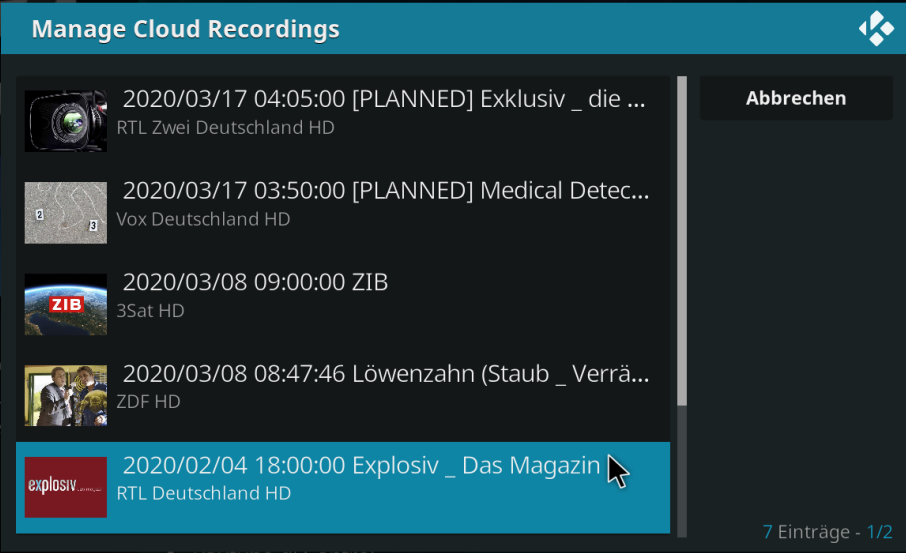 Manage Cloud Recordings
2020/03/17 04:05:00 [PLANNED] Exklusiv _ die ...
RTL Zwei Deutschland HD
Abbrechen
2020/03/17 03:50:00 [PLANNED] Medical Detec...
2
3
Vox Deutschland HD
2020/03/08 09:00:00 ZIB
ZIB
3Sat HD
2020/03/08 08:47:46 Löwenzahn (Staub _ Verrä...
ZDF HD
2020/02/04 18:00:00 Explosiv _ Das Magazin
explosiv
RTL Deutschland HD
7 Einträge - 1/2